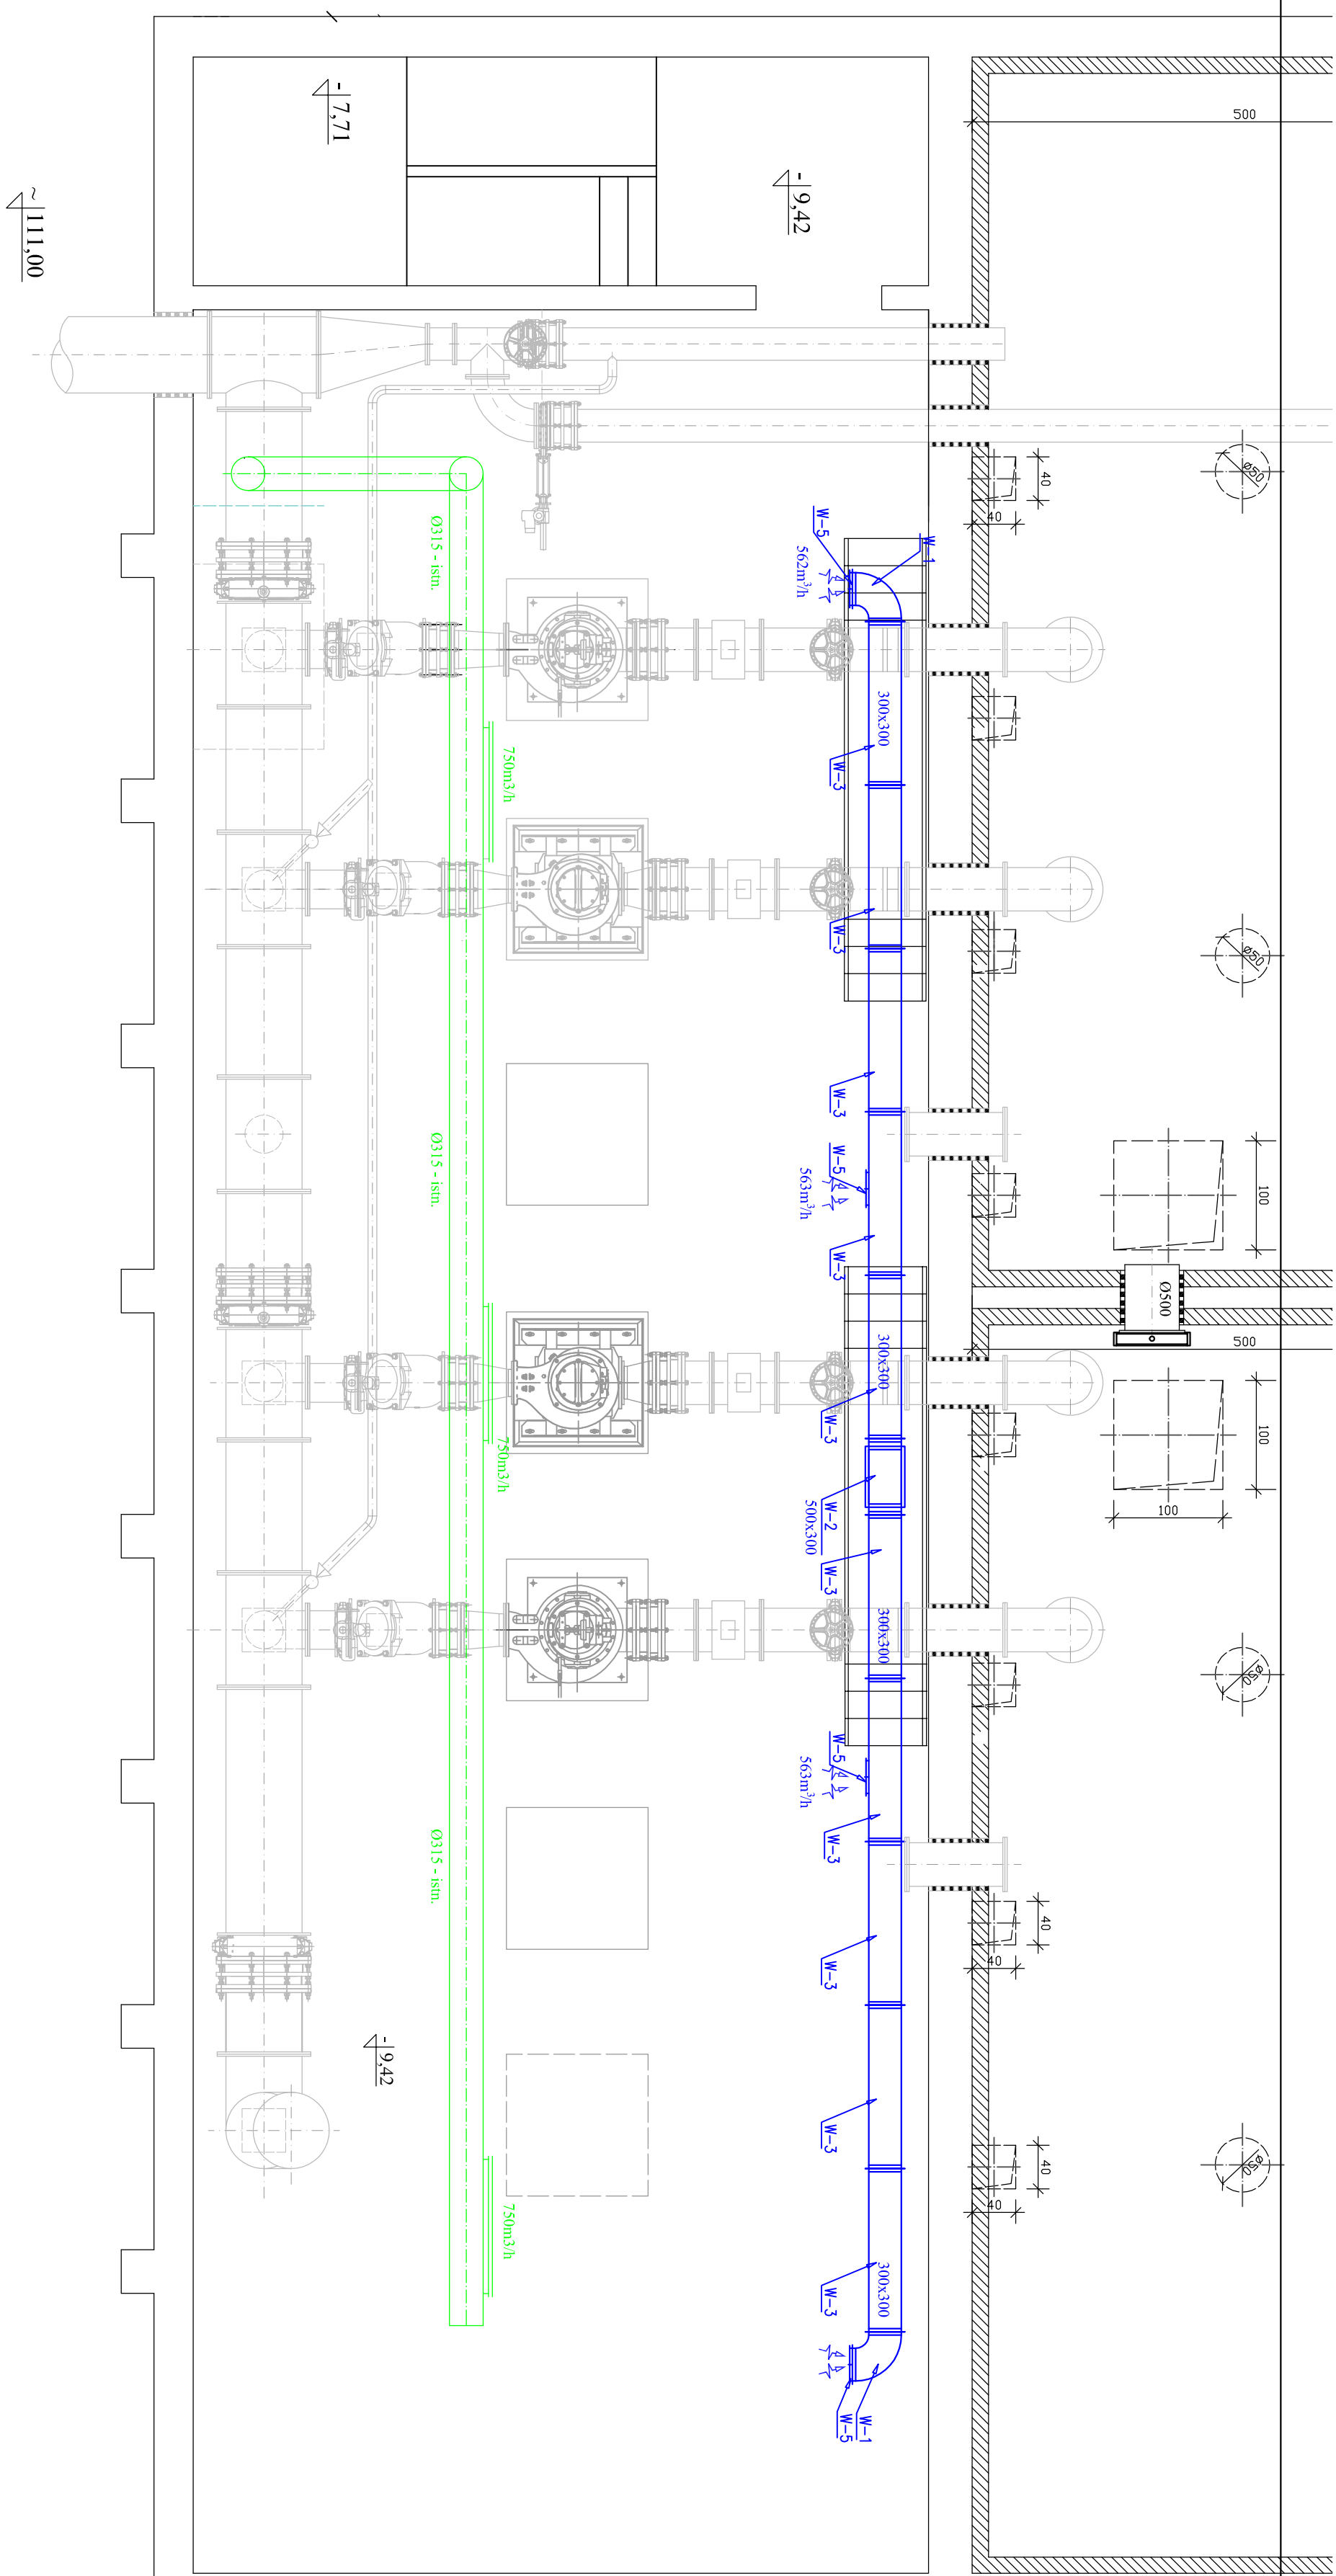 500
- 7,71
- 9,42
~ 111,00
ø50
40
40
Ø315 - istn.
W-5
562m³/h
W-1
300x300
W-3
750m3/h
W-3
ø50
W-3
W-5
563m³/h
W-3
100
Ø315 - istn.
Ø500
500
300x300
W-3
100
100
750m3/h
W-2
500x300
W-3
300x300
ø50
W-5
563m³/h
W-3
Ø315 - istn.
40
40
W-3
- 9,42
W-3
40
40
ø50
750m3/h
300x300
W-3
W-1
W-5